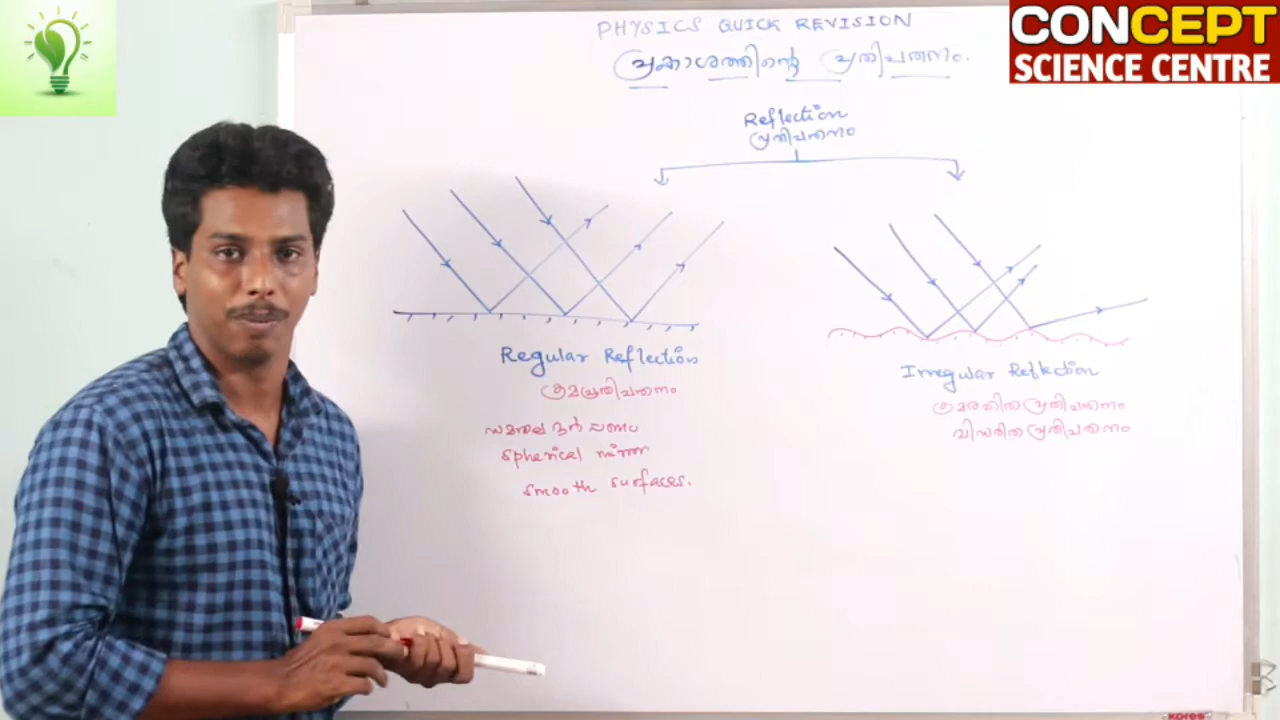 PHYSICS QUICK REVISION
പ്രകാശത്തിന്റെ പ്രതിപതനം.
CONCEPT
SCIENCE CENTRE
Reflection
പ്രതിപതനം
Regular Reflection
ക്രമപ്രതിപതനം
സമതല ദർപ്പണം
Spherical mirror
Smooth surfaces.
Irregular Reflection
ക്രമരഹിത പ്രതിപതനം
വിസരിത പ്രതിപതനം
kores